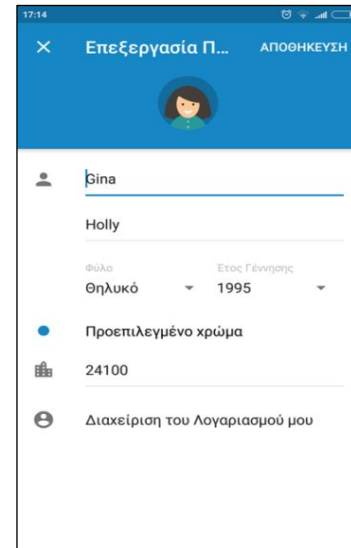 17:14
Επεξεργασία Π... ΑΠΟΘΗΚΕΥΣΗ
Gina
Holly
Φύλο Έτος Γέννησης
Θηλυκό 1995
Προεπιλεγμένο χρώμα
24100
Διαχείριση του Λογαριασμού μου